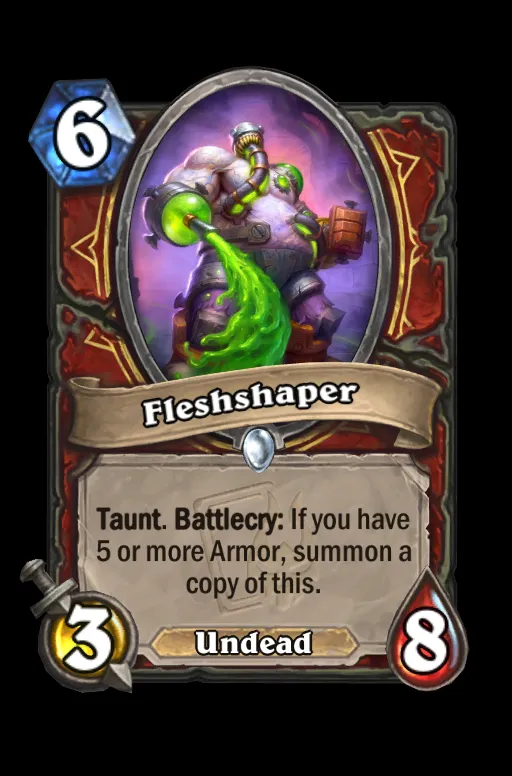 6
Fleshshaper
Taunt. Battlecry: If you have
5 or more Armor, summon a
copy of this.
3
Undead
8